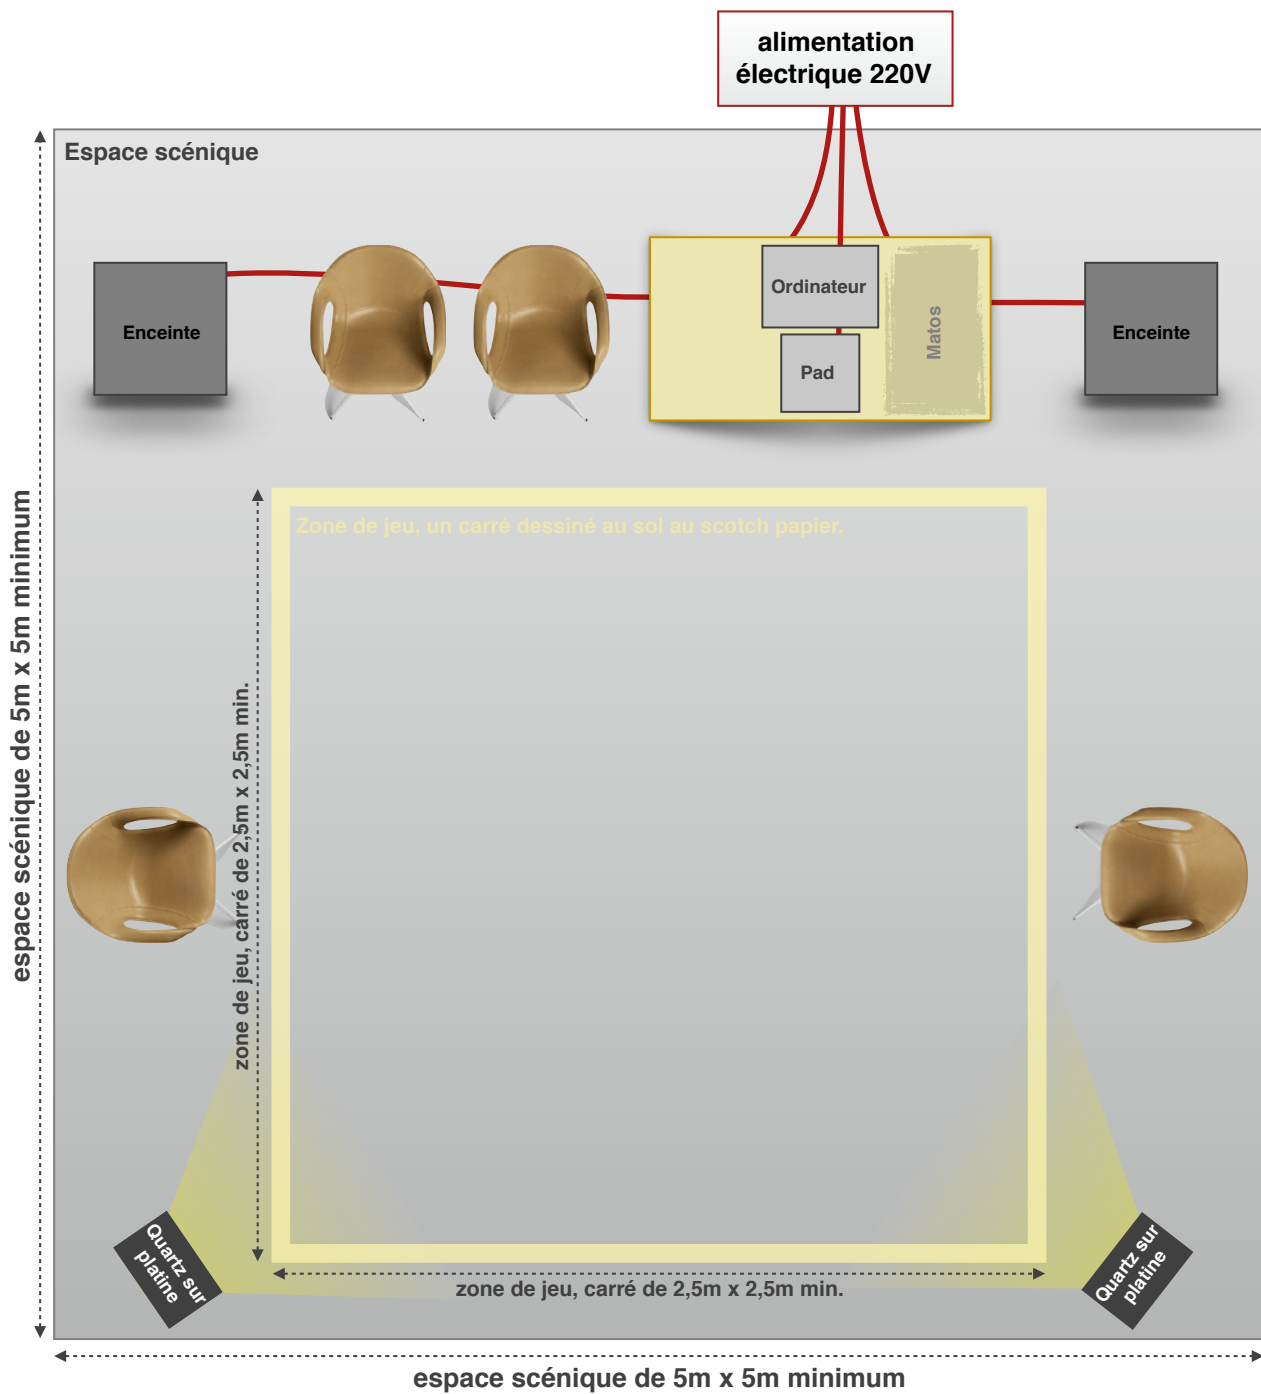 alimentation
électrique 220V
Espace scénique
Enceinte
Ordinateur
Pad
Matos
Enceinte
Zone de jeu, un carré dessiné au sol au scotch papier.
espace scénique de 5m x 5m minimum
zone de jeu, carré de 2,5m x 2,5m min.
Quartz sur
platine
Quartz sur
platine
zone de jeu, carré de 2,5m x 2,5m min.
espace scénique de 5m x 5m minimum